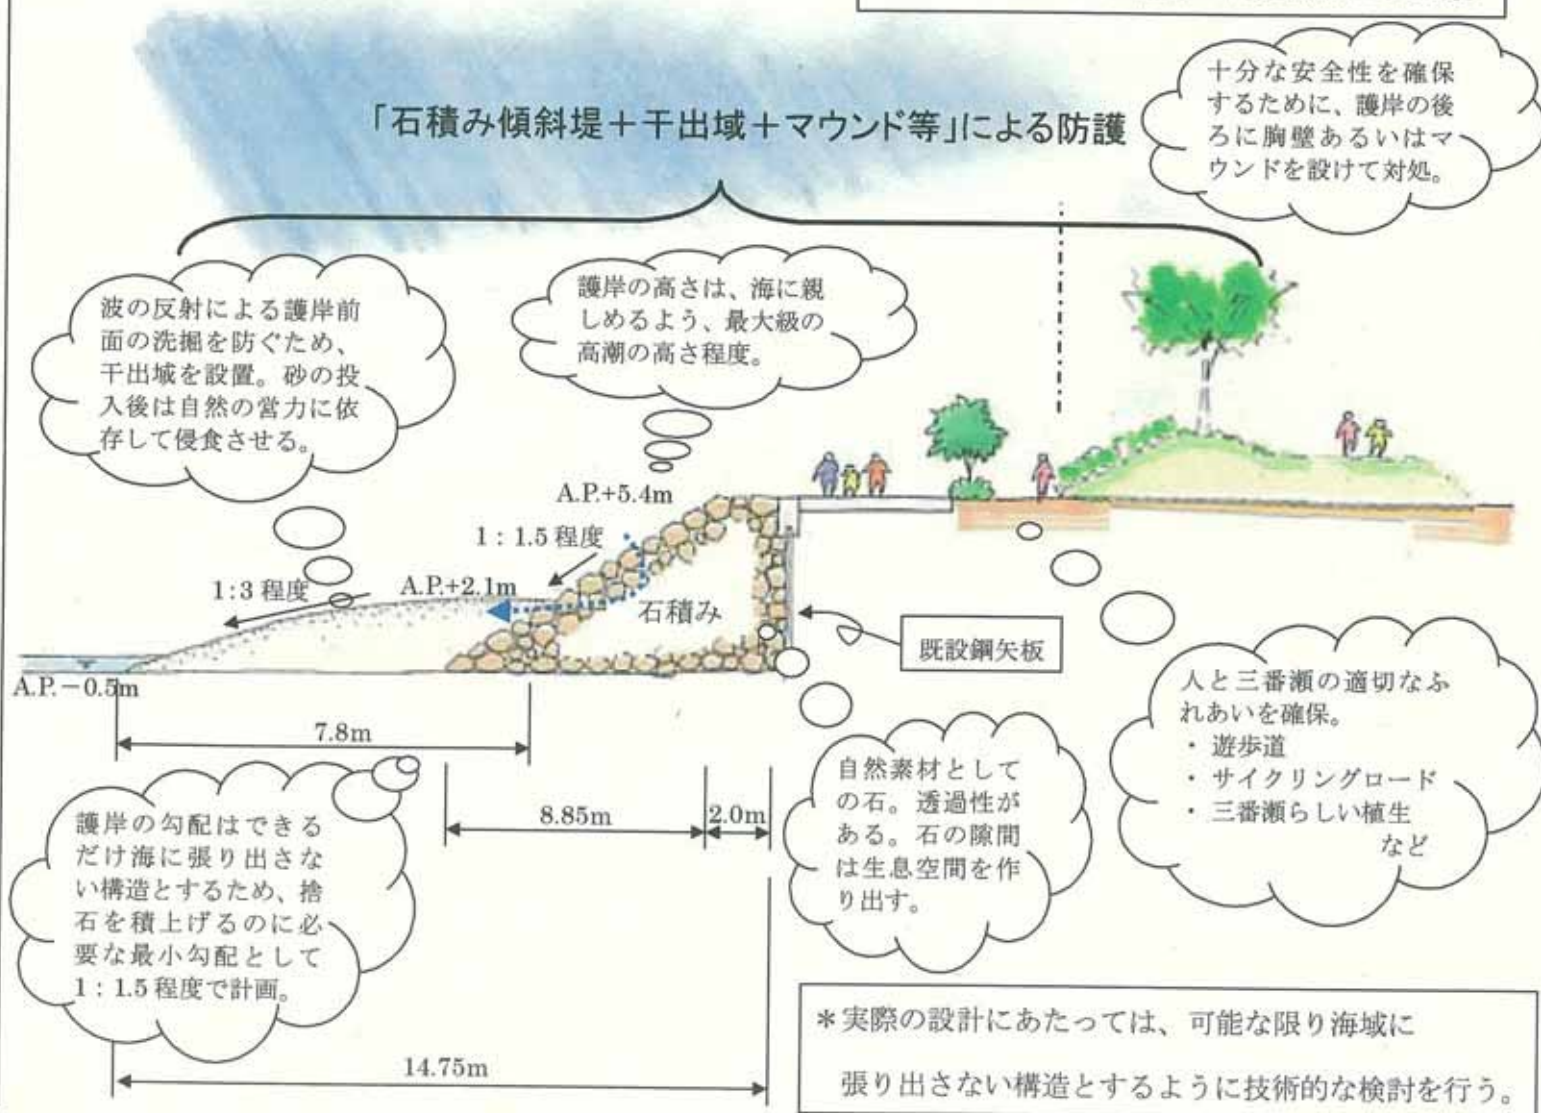 「石積み傾斜堤＋干出域＋マウンド等」による防護
十分な安全性を確保
するために、護岸の後
ろに胸壁あるいはマ
ウンドを設けて対処。
波の反射による護岸前
面の洗掘を防ぐため、
干出域を設置。砂の投
入後は自然の営力に依
存して侵食させる。
護岸の高さは、海に親
しめるよう、最大級の
高潮の高さ程度。
A.P.+5.4m
1：1.5程度
1:3程度
A.P.+2.1m
石積み
既設鋼矢板
A.P.－0.5m
7.8m
8.85m
2.0m
人と三番瀬の適切なふ
れあいを確保。
・ 遊歩道
・ サイクリングロード
・ 三番瀬らしい植生
など
自然素材として
の石。透過性が
ある。石の隙間
は生息空間を作
り出す。
護岸の勾配はできる
だけ海に張り出さな
い構造とするため、捨
石を積上げるのに必
要な最小勾配として
1：1.5程度で計画。
14.75m
＊実際の設計にあたっては、可能な限り海域に
張り出さない構造とするように技術的な検討を行う。